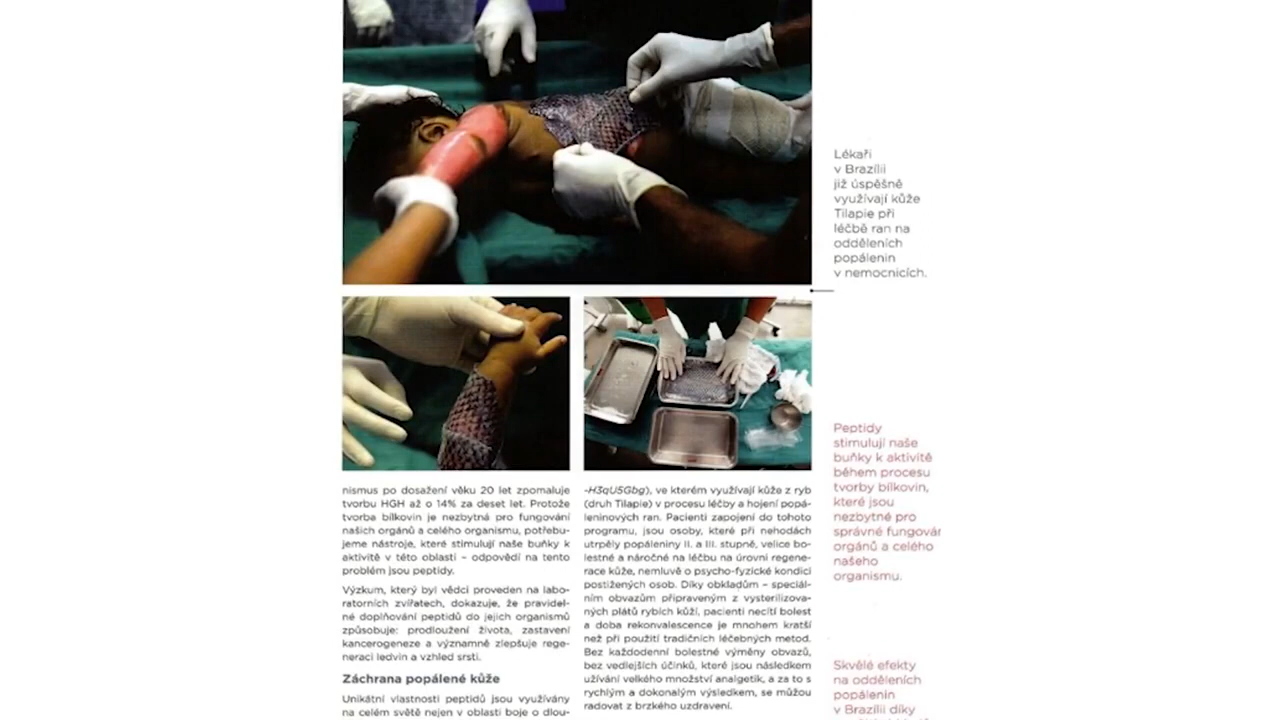 Lékaři
v Brazílii
již úspěšně
využívají kůže
Tilapie při
léčbě ran na
odděleních
popálenin
v nemocnicích.
nismus po dosažení věku 20 let zpomaluje
tvorbu HGH až o 14% za deset let. Protože
tvorba bílkovin je nezbytná pro fungování
našich orgánů a celého organismu, potřebu-
jeme nástroje, které stimulují naše buňky k
aktivitě v této oblasti – odpovědí na tento
problém jsou peptidy.
Výzkum, který byl vědci proveden na labo-
ratorních zvířatech, dokazuje, že pravidel-
né doplňování peptidů do jejich organismů
způsobuje: prodloužení života, zastavení
kancerogeneze a významně zlepšuje rege-
neraci ledvin a vzhled srsti.
Záchrana popálené kůže
Unikátní vlastnosti peptidů jsou využívány
na celém světě nejen v oblasti boje o dlou-
-H3qU5Gbg), ve kterém využívají kůže z ryb
(druh Tilapie) v procesu léčby a hojení popá-
leninových ran. Pacienti zapojení do tohoto
programu, jsou osoby, které při nehodách
utrpěly popáleniny II. a III. stupně, velice bo-
lestné a náročné na léčbu na úrovni regene-
race kůže, nemluvě o psycho-fyzické kondici
postižených osob. Díky obkladům – speciál-
ním obvazům připraveným z vysterilizova-
ných plátů rybích kůží, pacienti necítí bolest
a doba rekonvalescence je mnohem kratší
než při použití tradičních léčebných metod.
Bez každodenní bolestné výměny obvazů,
bez vedlejších účinků, které jsou následkem
užívání velkého množství analgetik, a za to s
rychlým a dokonalým výsledkem, se můžou
radovat z brzkého uzdravení.
Peptidy
stimulují naše
buňky k aktivitě
během procesu
tvorby bílkovin,
které jsou
nezbytné pro
správné fungovár
orgánů a celého
našeho
organismu.
Skvělé efekty
na odděleních
popálenin
v Brazílii díky